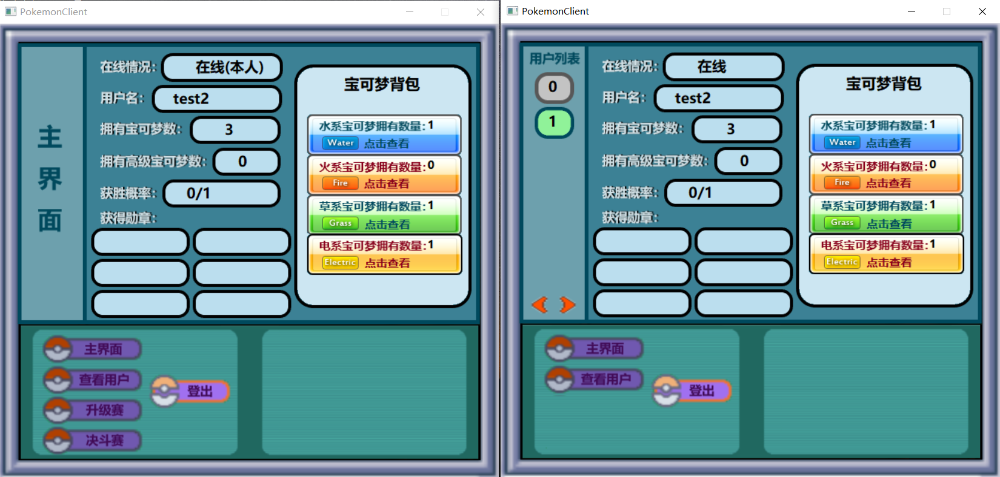 PokemonClient
主
界
面
在线情况: 在线(本人)
用户名: test2
拥有宝可梦数: 3
拥有高级宝可梦数: 0
获胜概率: 0/1
获得勋章:
宝可梦背包
水系宝可梦拥有数量:1
Water 点击查看
火系宝可梦拥有数量:0
Fire 点击查看
草系宝可梦拥有数量:1
Grass 点击查看
电系宝可梦拥有数量:1
Electric 点击查看
主界面
查看用户
升级赛
决斗赛
登出
PokemonClient
用户列表
0
1
在线情况: 在线
用户名: test2
拥有宝可梦数: 3
拥有高级宝可梦数: 0
获胜概率: 0/1
获得勋章:
宝可梦背包
水系宝可梦拥有数量:1
Water 点击查看
火系宝可梦拥有数量:0
Fire 点击查看
草系宝可梦拥有数量:1
Grass 点击查看
电系宝可梦拥有数量:1
Electric 点击查看
主界面
查看用户
登出